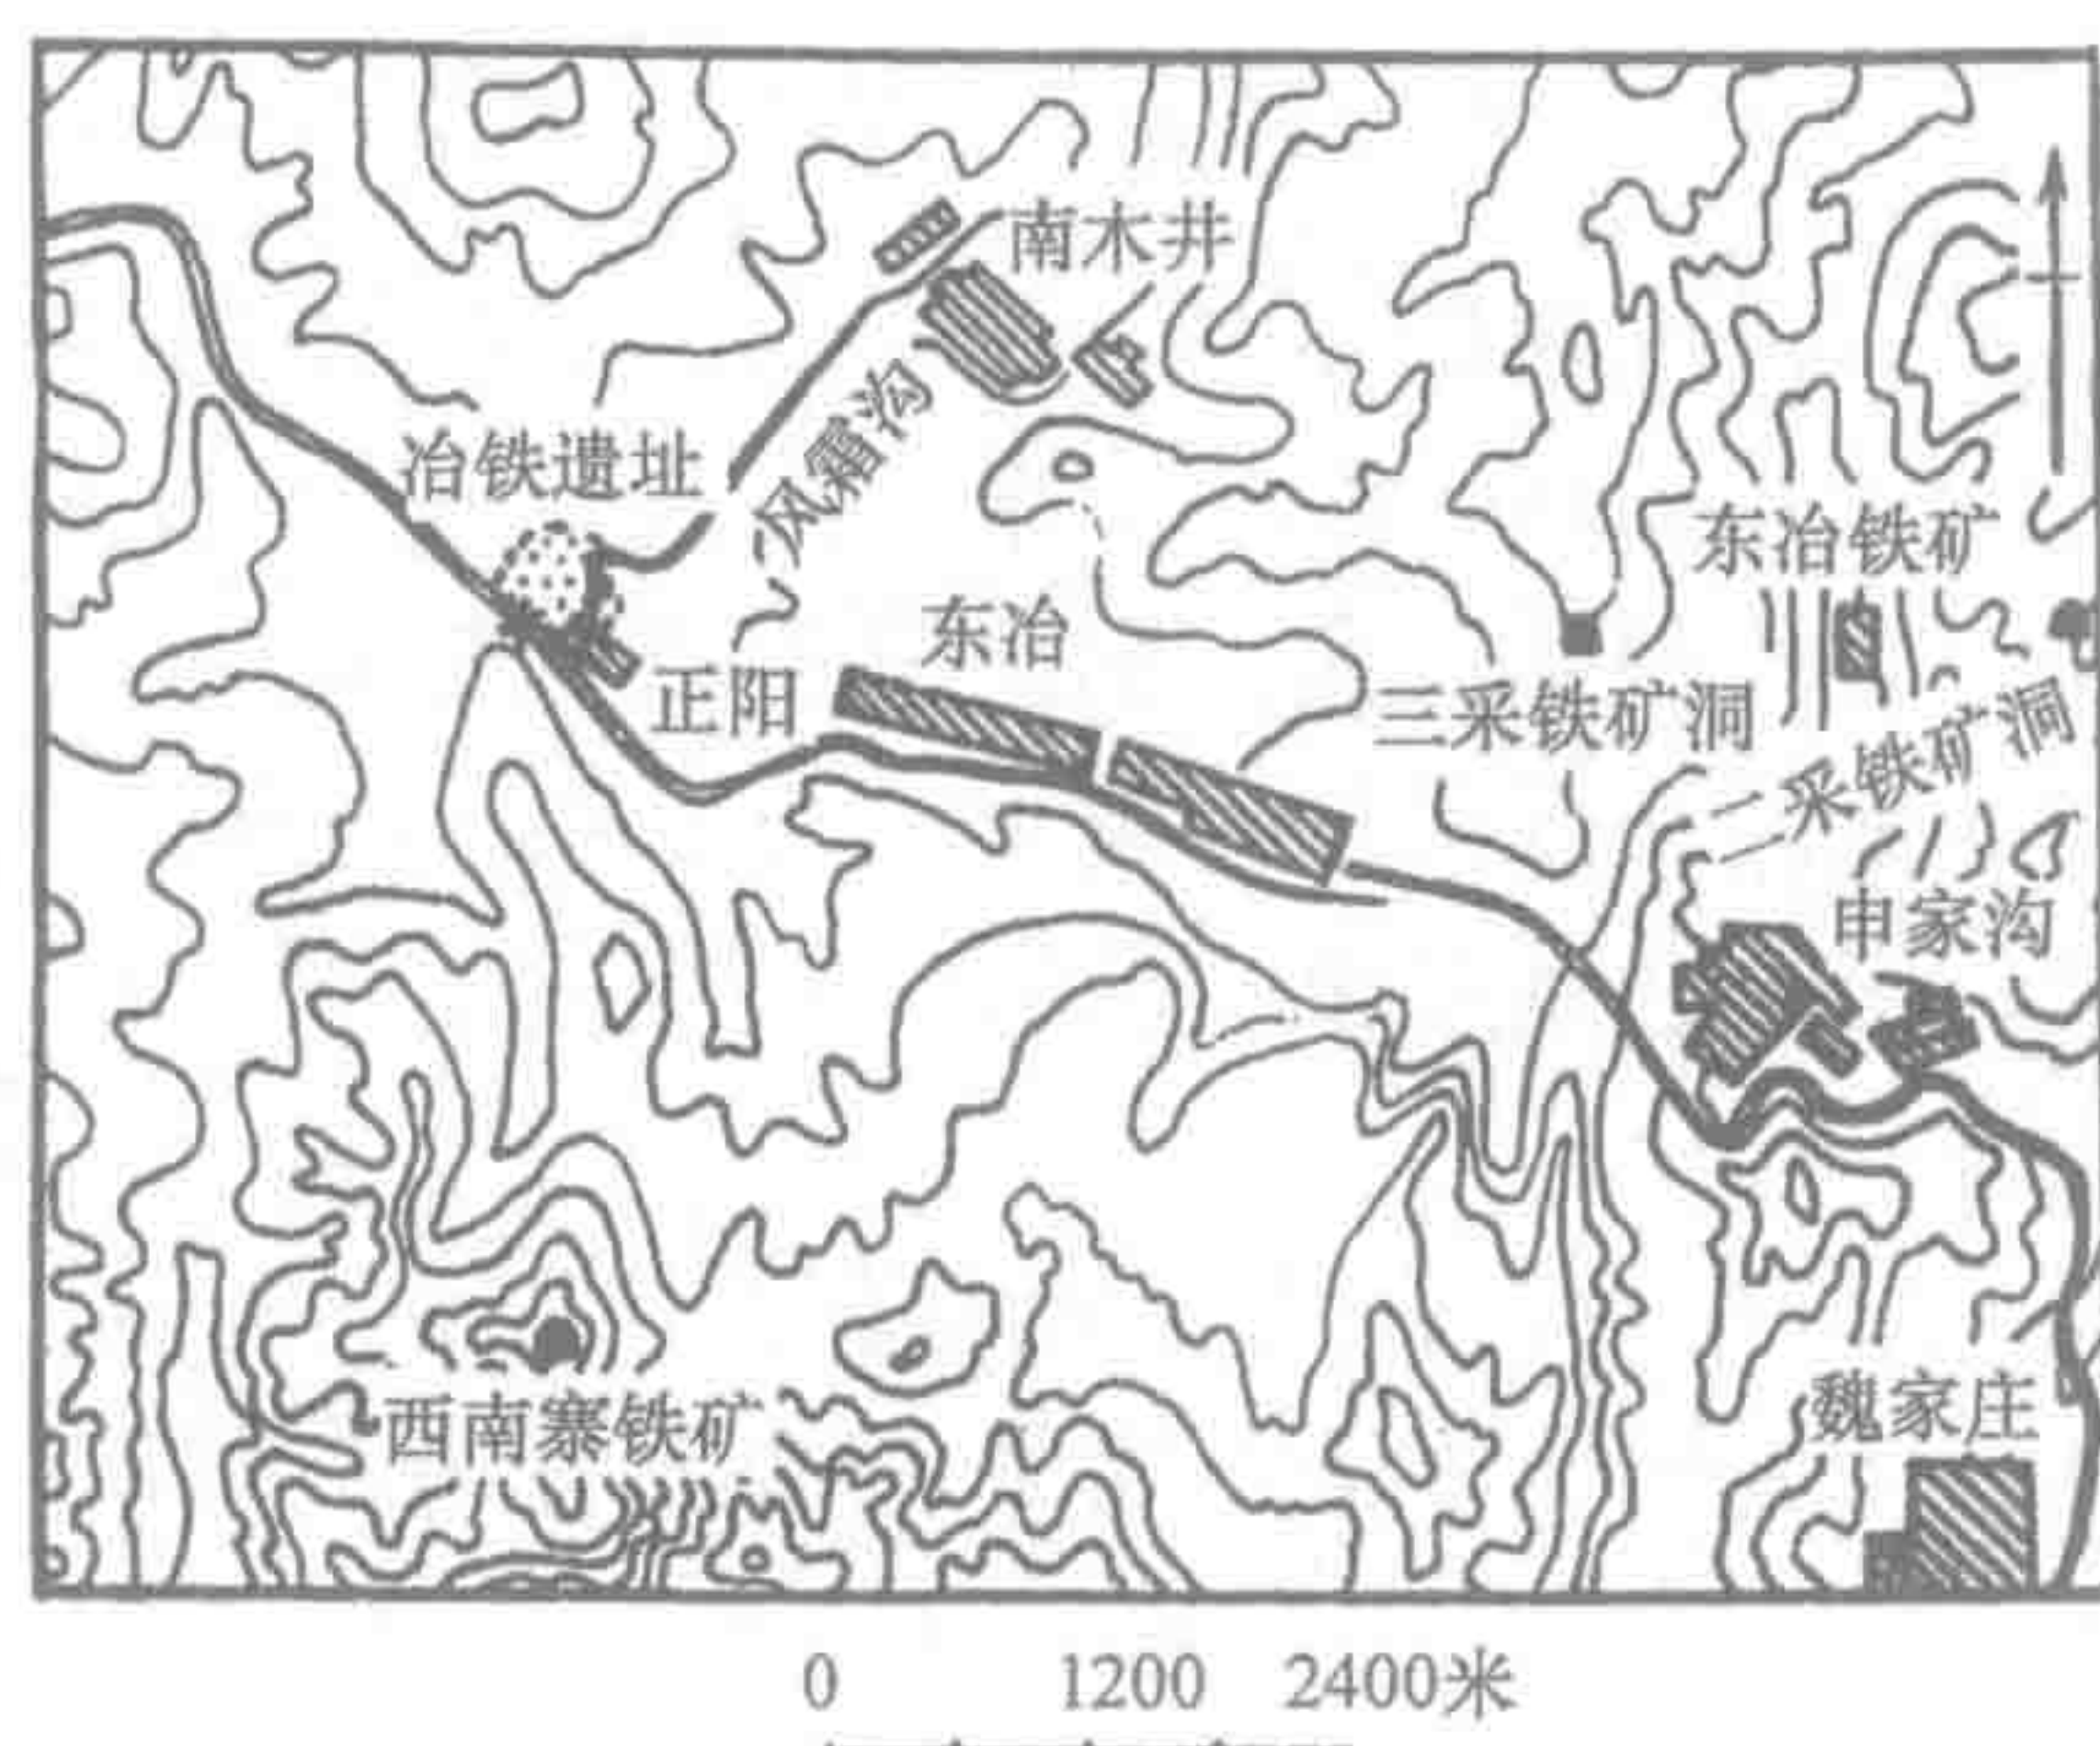 南木井
冶铁遗址
风霜沟
东冶铁矿
东冶
正阳
三采铁矿洞
二采铁矿洞
申家沟
西南寨铁矿
魏家庄
0 1200 2400米